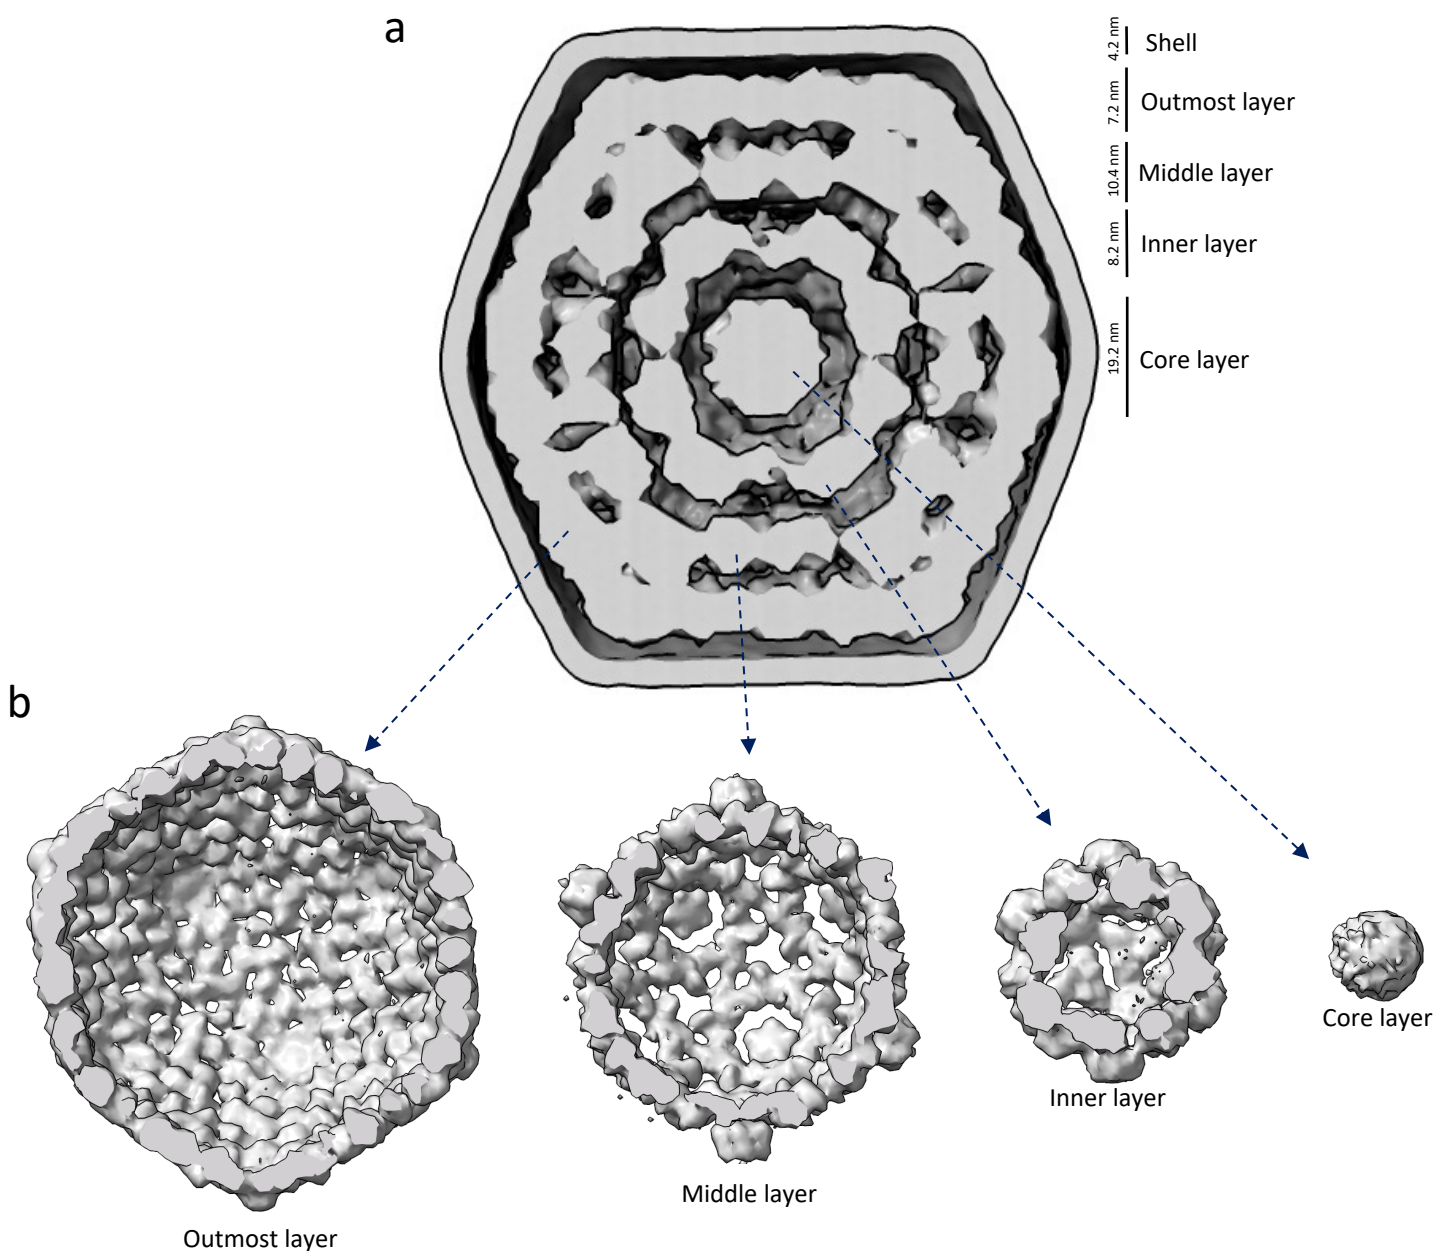 a
4.2 nm
Shell
7.2 nm
Outmost layer
10.4 nm
Middle layer
8.2 nm
Inner layer
19.2 nm
Core layer
b
Core layer
Inner layer
Middle layer
Outmost layer